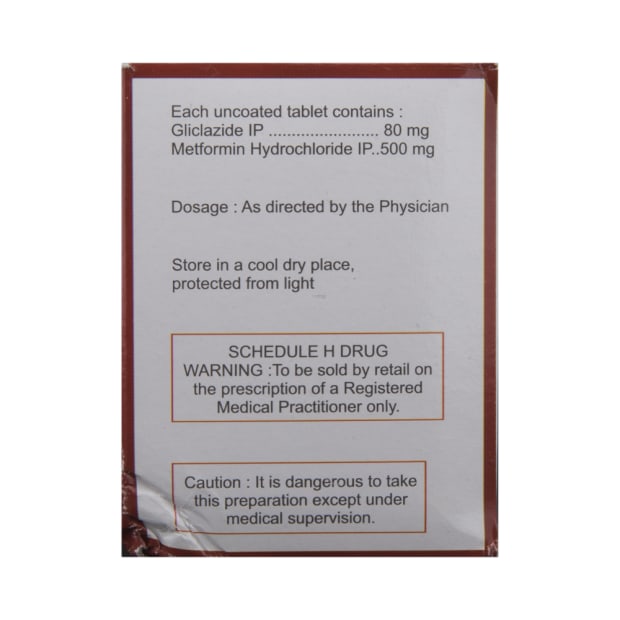 Each uncoated tablet contains :
Gliclazide IP ........................ 80 mg
Metformin Hydrochloride IP..500 mg
Dosage : As directed by the Physician
Store in a cool dry place,
protected from light
SCHEDULE H DRUG
WARNING :To be sold by retail on
the prescription of a Registered
Medical Practitioner only.
Caution : It is dangerous to take
this preparation except under
medical supervision.